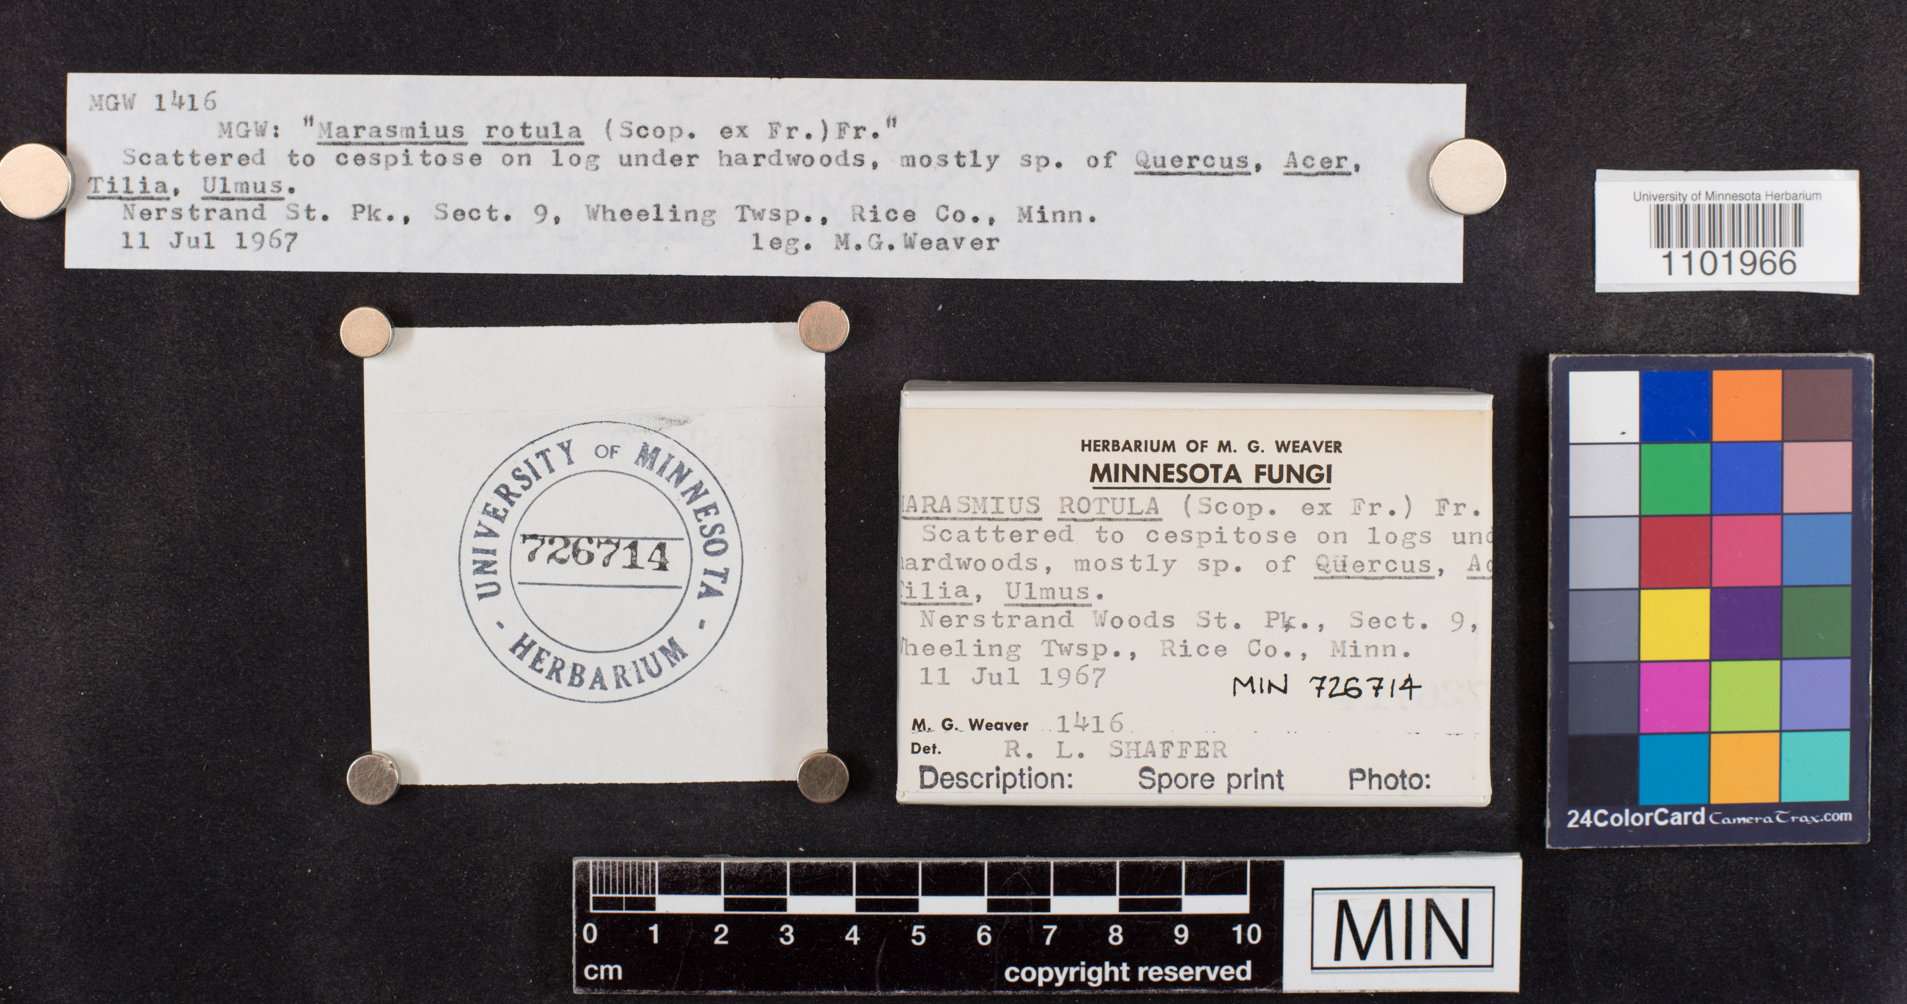 MGW 1416
MGW: "Marasmius rotula (Scop. ex Fr.)Fr."
Scattered to cespitose on log under hardwoods, mostly sp. of Quercus, Acer,
Tilia, Ulmus.
Nerstrand St. Pk., Sect. 9, Wheeling Twsp., Rice Co., Minn.
11 Jul 1967 leg. M.G.Weaver
University of Minnesota Herbarium
1101966
UNIVERSITY OF MINNESOTA
726714
- HERBARIUM -
HERBARIUM OF M. G. WEAVER
MINNESOTA FUNGI
ARASMIUS ROTULA (Scop. ex Fr.) Fr.
Scattered to cespitose on logs und
ardwoods, mostly sp. of Quercus, Ac
ilia, Ulmus.
Nerstrand Woods St. Pk., Sect. 9,
heeling Twsp., Rice Co., Minn.
11 Jul 1967
MIN 726714
M. G. Weaver 1416
Det. R. L. SHAFFER
Description: Spore print Photo:
24ColorCard CameraTrax.com
0 1 2 3 4 5 6 7 8 9 10
cm copyright reserved
MIN